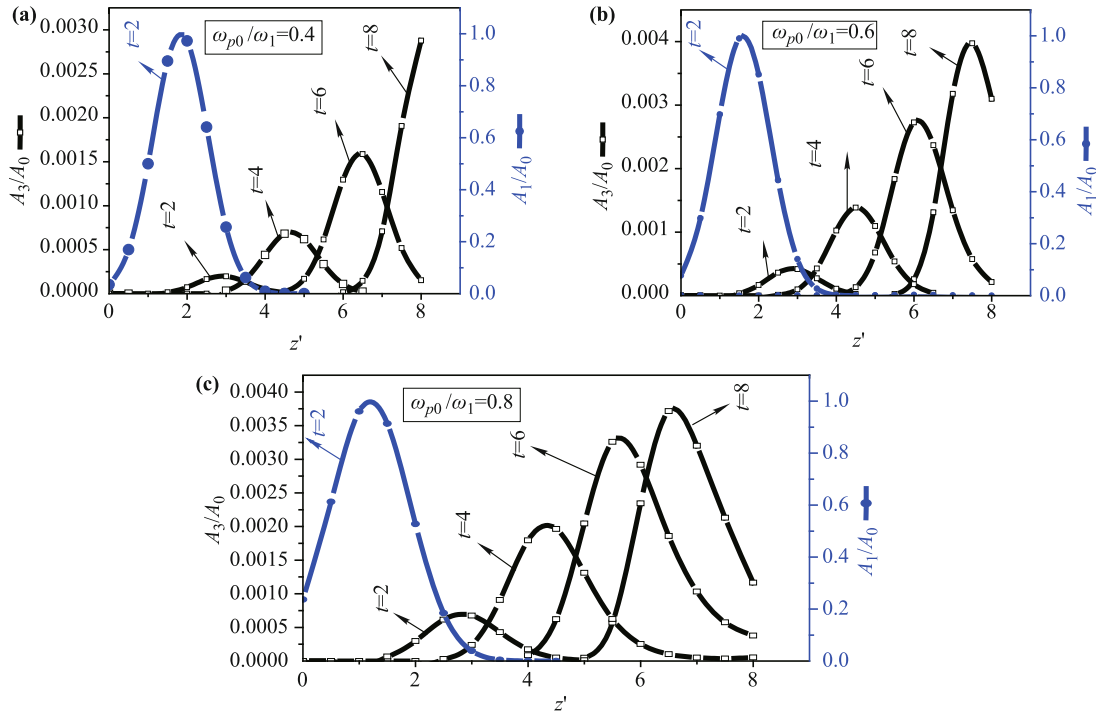 (a)
ω_p0/ω_1=0.4
0.0030
0.0025
0.0020
0.0015
0.0010
0.0005
0.0000
A_3/A_0
t=2
t=2
t=4
t=6
t=8
1.0
0.8
0.6
0.4
0.2
0.0
A_1/A_0
0
2
4
6
8
z'
(b)
ω_p0/ω_1=0.6
0.004
0.003
0.002
0.001
0.000
A_3/A_0
t=2
t=2
t=4
t=6
t=8
1.0
0.8
0.6
0.4
0.2
0.0
A_1/A_0
0
2
4
6
8
z'
(c)
ω_p0/ω_1=0.8
0.0040
0.0035
0.0030
0.0025
0.0020
0.0015
0.0010
0.0005
0.0000
A_3/A_0
t=2
t=2
t=4
t=6
t=8
1.0
0.8
0.6
0.4
0.2
0.0
A_1/A_0
0
2
4
6
8
z'